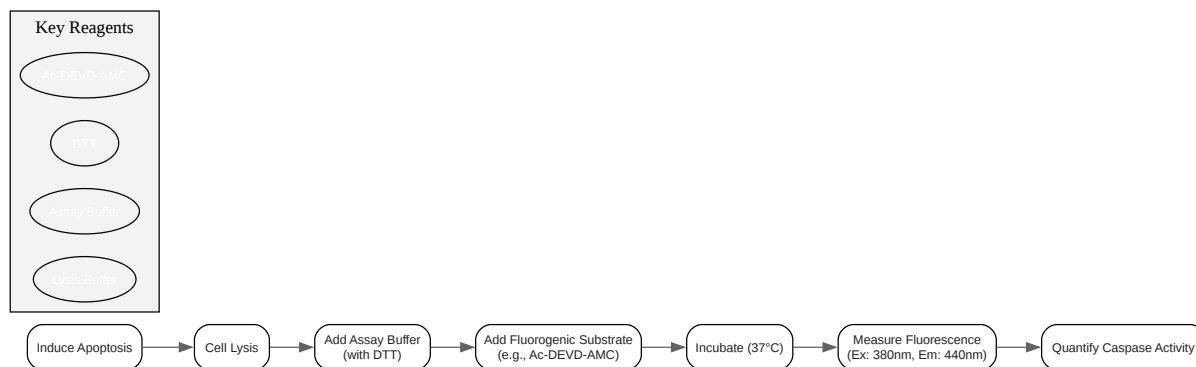 Key Reagents
Ac-DEVD-AMC
DTT
Assay Buffer
Lysis Buffer
Induce Apoptosis
Cell Lysis
Add Assay Buffer
(with DTT)
Add Fluorogenic Substrate
(e.g., Ac-DEVD-AMC)
Incubate (37°C)
Measure Fluorescence
(Ex: 380nm, Em: 440nm)
Quantify Caspase Activity